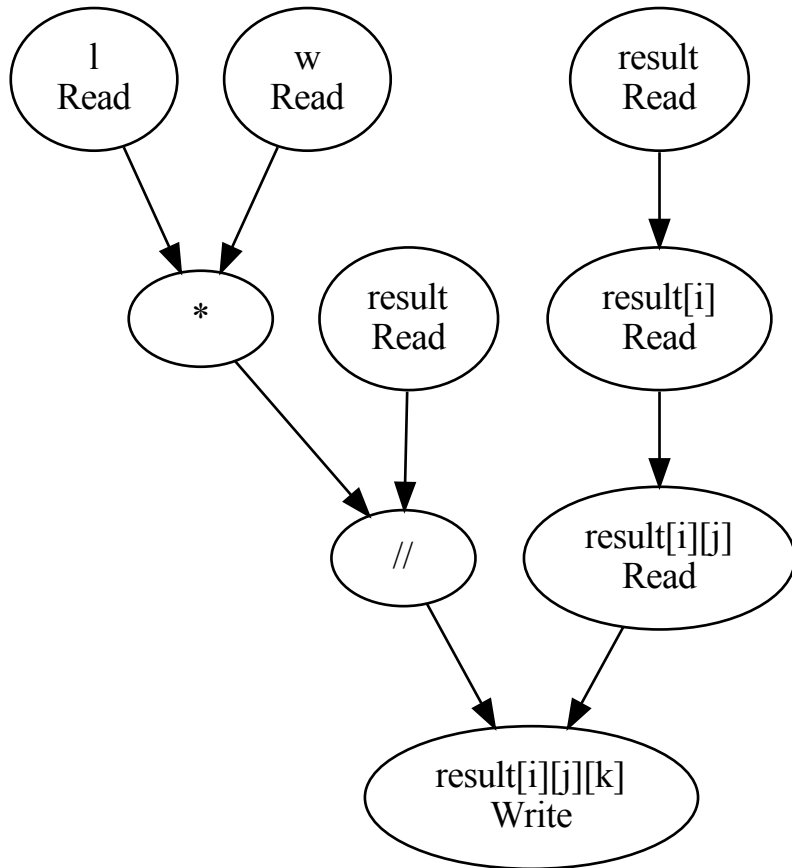 l
Read
w
Read
result
Read
*
result
Read
result[i]
Read
//
result[i][j]
Read
result[i][j][k]
Write